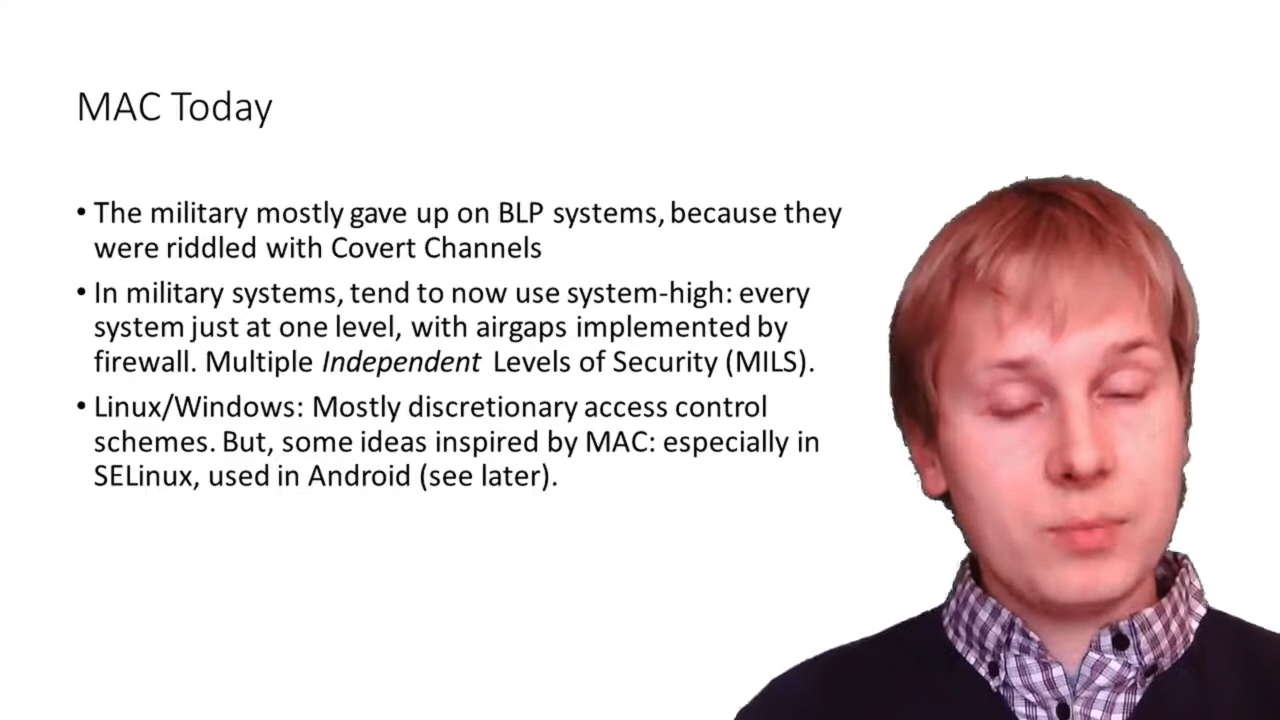 MAC Today
• The military mostly gave up on BLP systems, because they
were riddled with Covert Channels
• In military systems, tend to now use system-high: every
system just at one level, with airgaps implemented by
firewall. Multiple Independent Levels of Security (MILS).
• Linux/Windows: Mostly discretionary access control
schemes. But, some ideas inspired by MAC: especially in
SELinux, used in Android (see later).